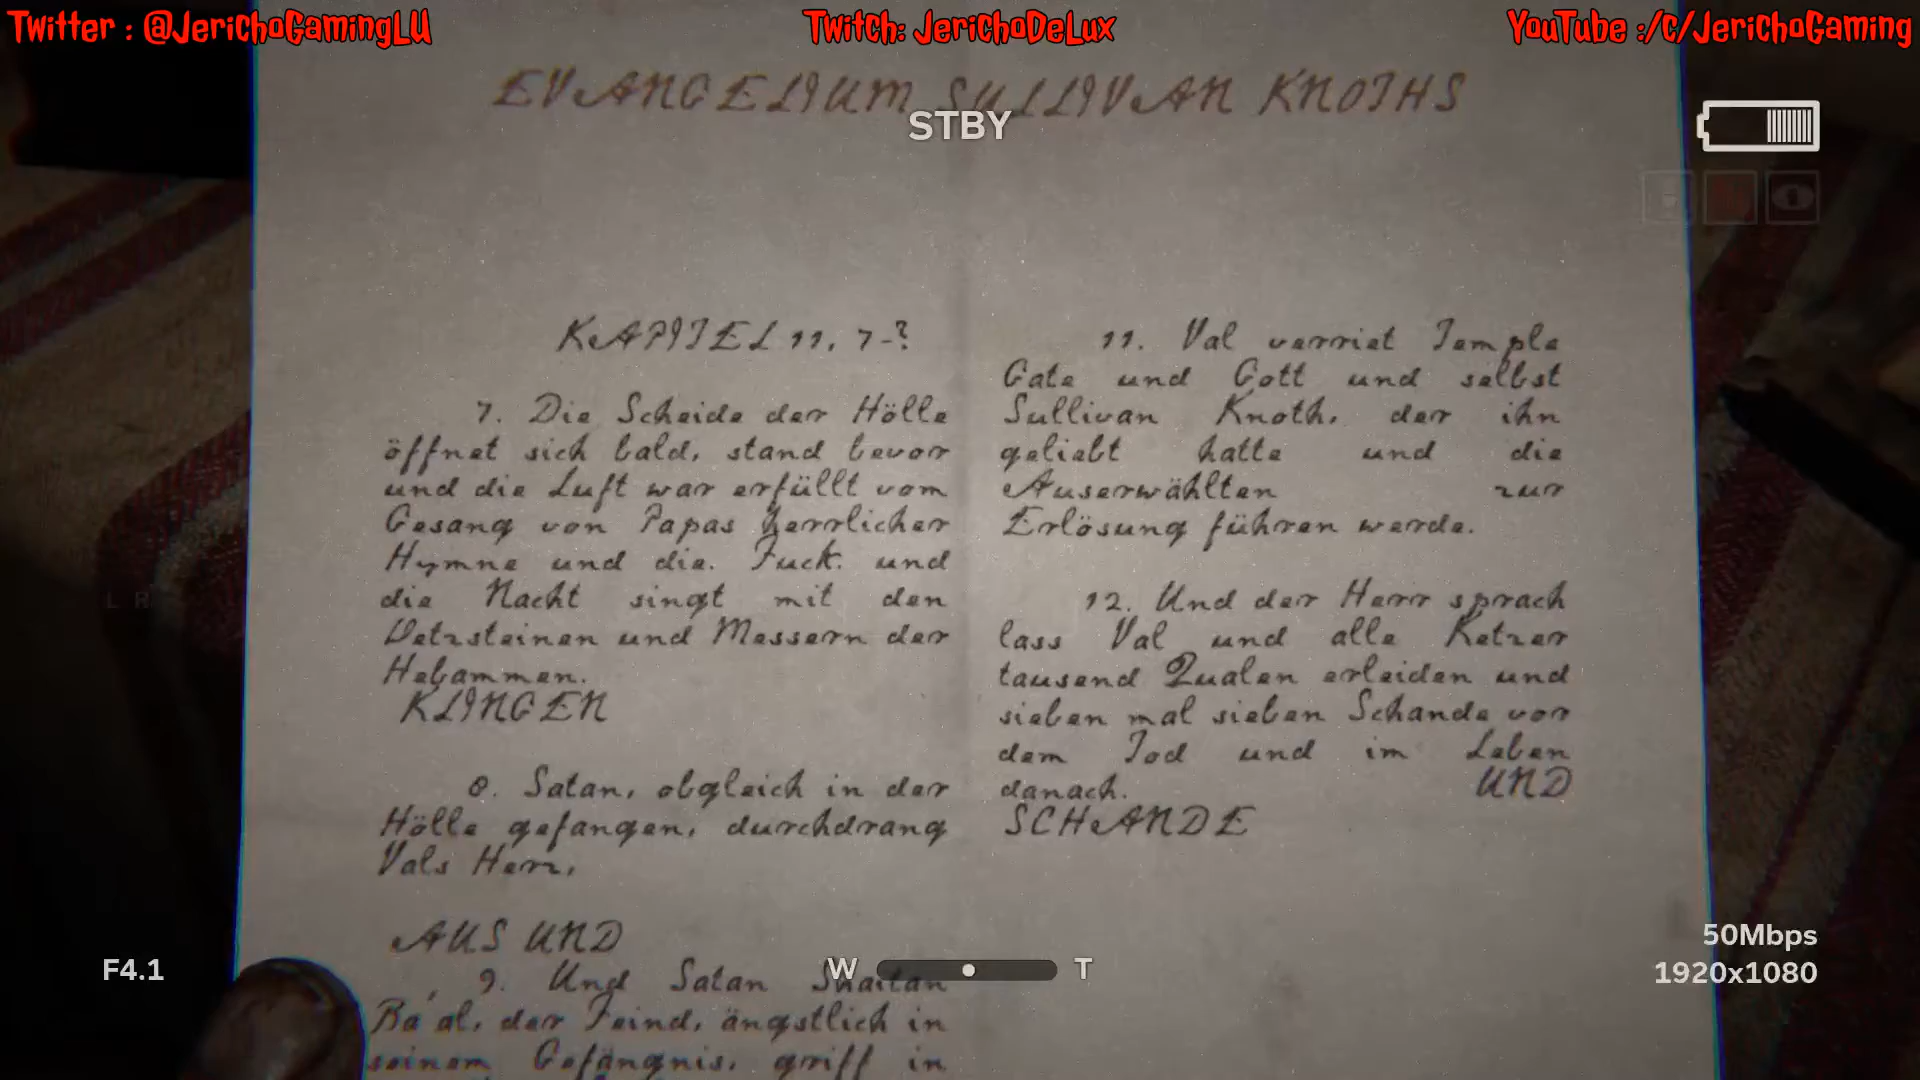 Twitter : @JerichoGamingLU
Twitch: JerichoDeLux
YouTube :/c/JerichoGaming
EVANGELIUM SULLIVAN KNOTHS
STBY
KAPITEL 11, 7-?
7. Die Scheide der Hölle
öffnet sich bald, stand bevor
und die Luft war erfüllt vom
Gesang von Papas herrlicher
Hymne und die. Fuck. und
die Nacht singt mit den
Wetzsteinen und Messern der
Hebammen.
KLINGEN
8. Satan, obgleich in der
Hölle gefangen, durchdrang
Vals Herz,
AUS UND
9. Und Satan Shaitan
Ba'al, der Feind, ängstlich in
seinem Gefängnis, griff in
11. Val verriet Temple
Gate und Gott und selbst
Sullivan Knoth, der ihn
geliebt hatte und die
Auserwählten zur
Erlösung führen werde.
12. Und der Herr sprach
lass Val und alle Ketzer
tausend Qualen erleiden und
sieben mal sieben Schande vor
dem Tod und im Leben
danach. UND
SCHANDE
L R
F4.1
W T
50Mbps
1920x1080